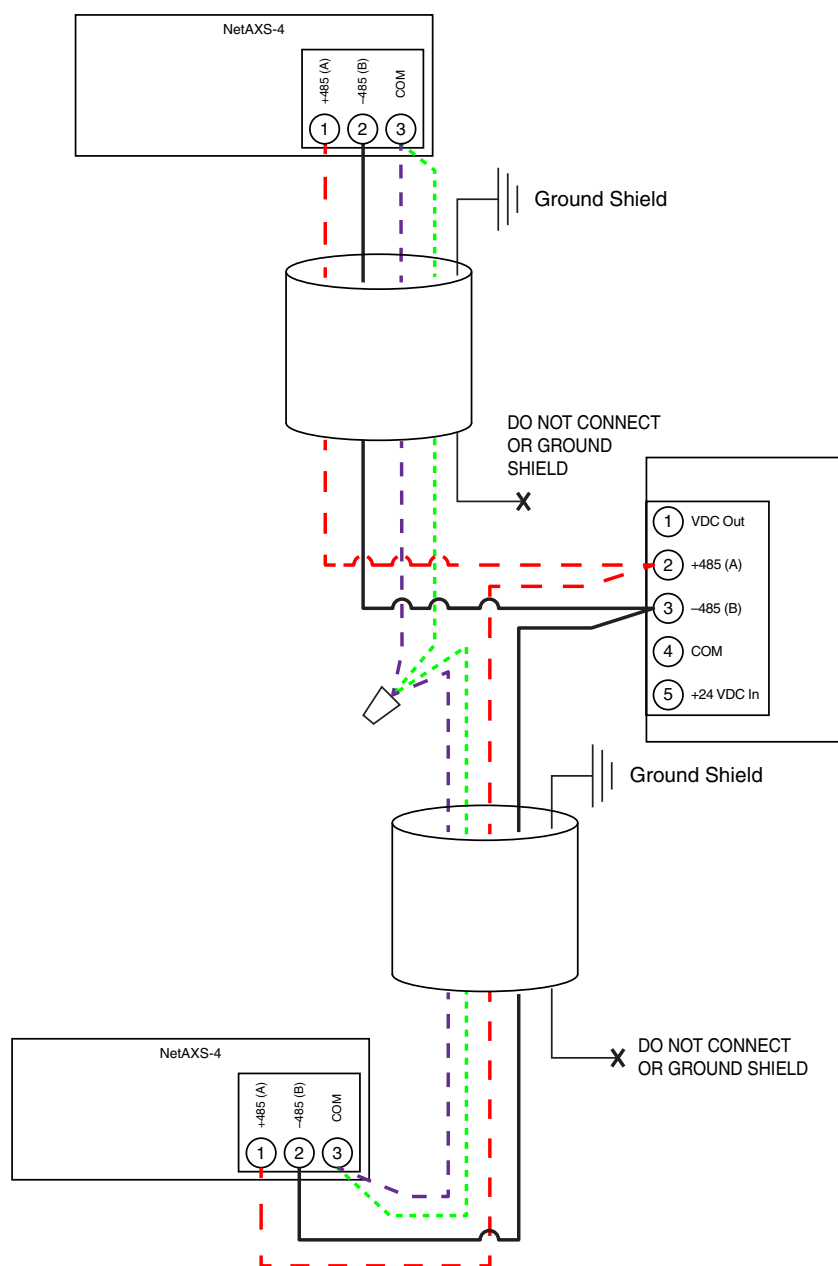 NetAXS-4
+485 (A)
–485 (B)
COM
1
2
3
Ground Shield
DO NOT CONNECT
OR GROUND
SHIELD
1 VDC Out
2 +485 (A)
3 –485 (B)
4 COM
5 +24 VDC In
Ground Shield
NetAXS-4
+485 (A)
–485 (B)
COM
1
2
3
DO NOT CONNECT
OR GROUND SHIELD